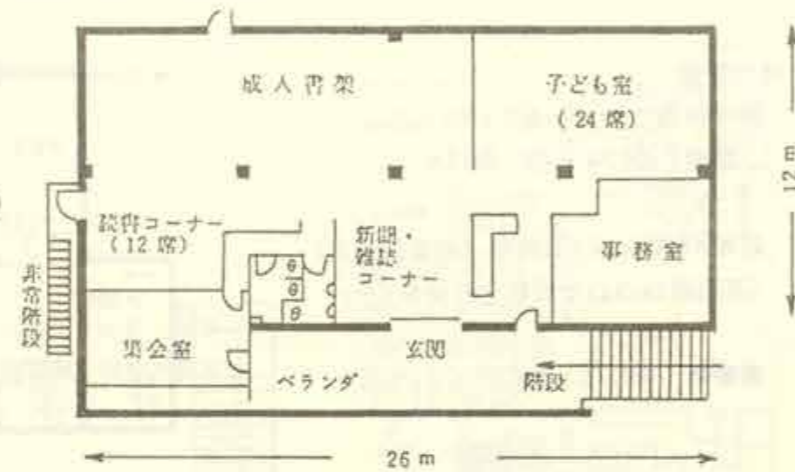 成人書架
子ども室
(24席)
12m
読書コーナー
(12席)
新聞・
雑誌
コーナー
事務室
非常階段
集会室
ベランダ
玄関
階段
26m